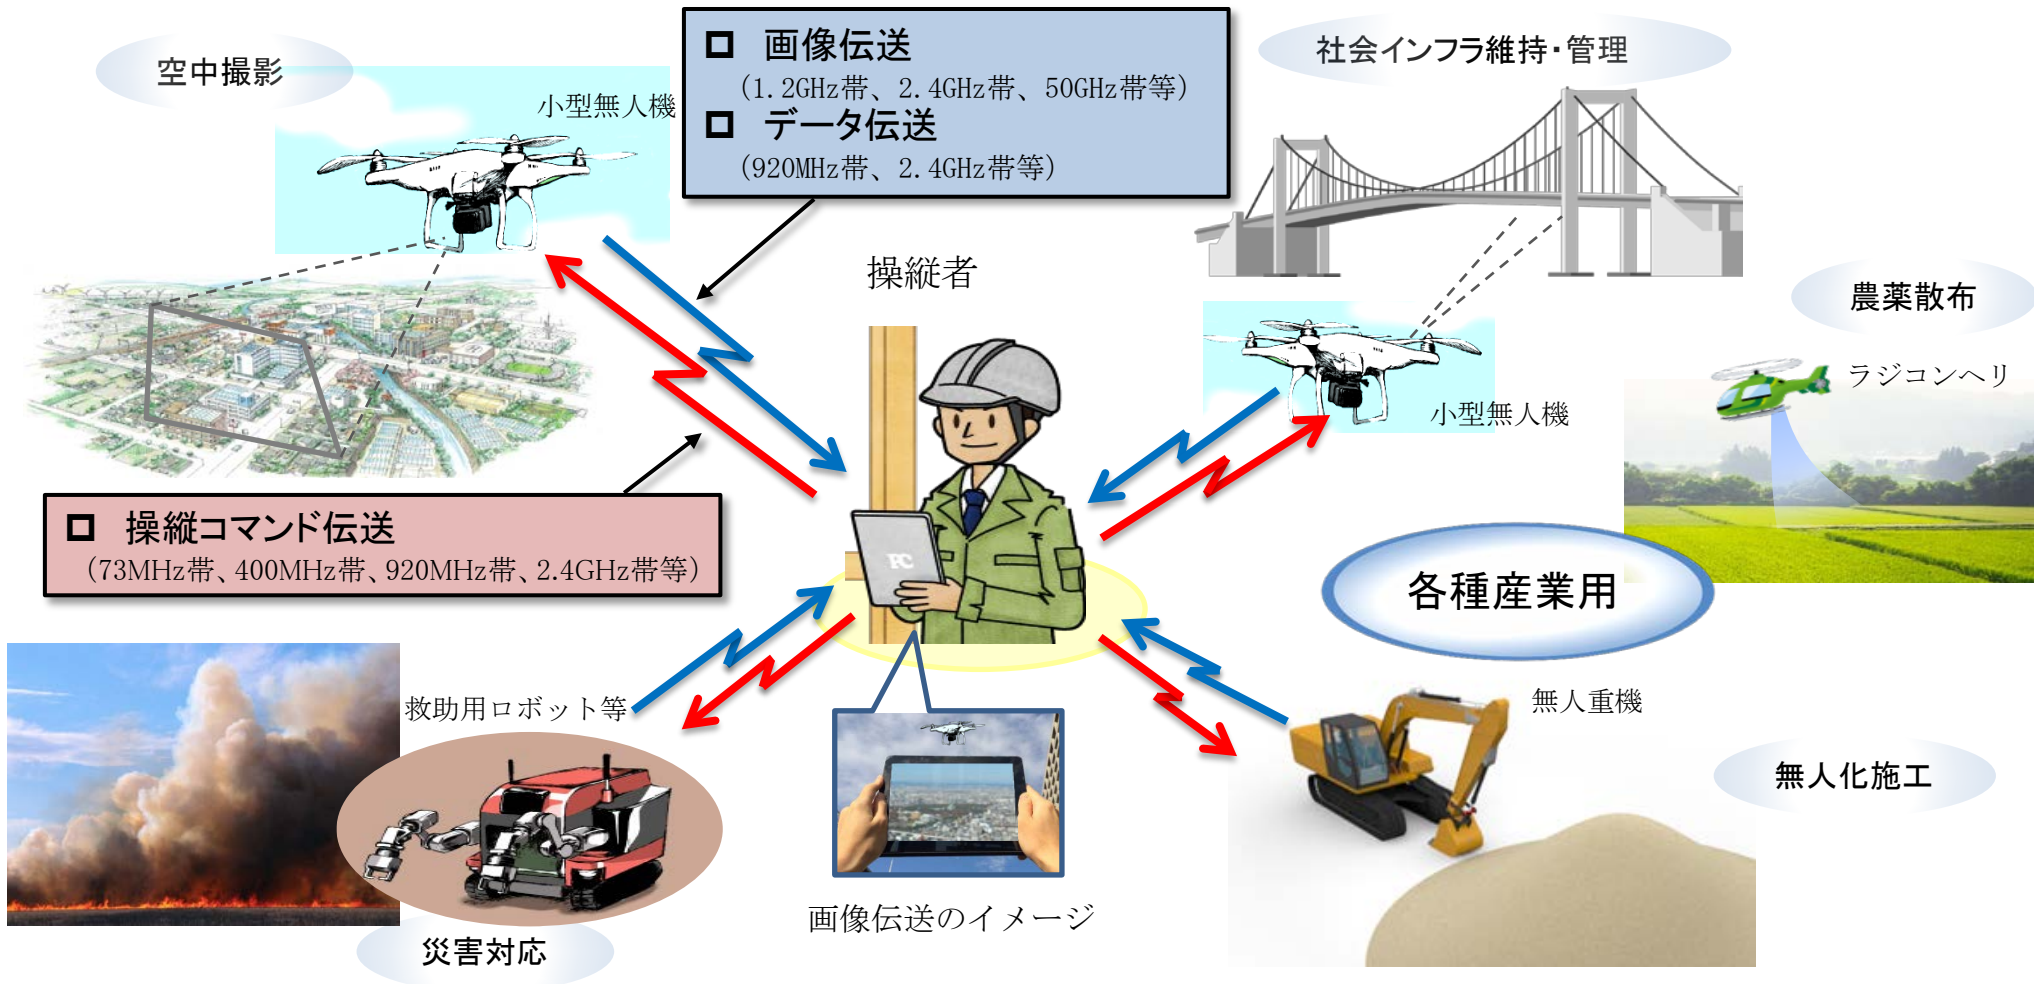 空中撮影
小型無人機
□ 画像伝送
（1.2GHz帯、2.4GHz帯、50GHz帯等）
□ データ伝送
（920MHz帯、2.4GHz帯等）
社会インフラ維持・管理
操縦者
農薬散布
ラジコンヘリ
小型無人機
□ 操縦コマンド伝送
（73MHz帯、400MHz帯、920MHz帯、2.4GHz帯等）
PC
各種産業用
救助用ロボット等
無人重機
無人化施工
画像伝送のイメージ
災害対応